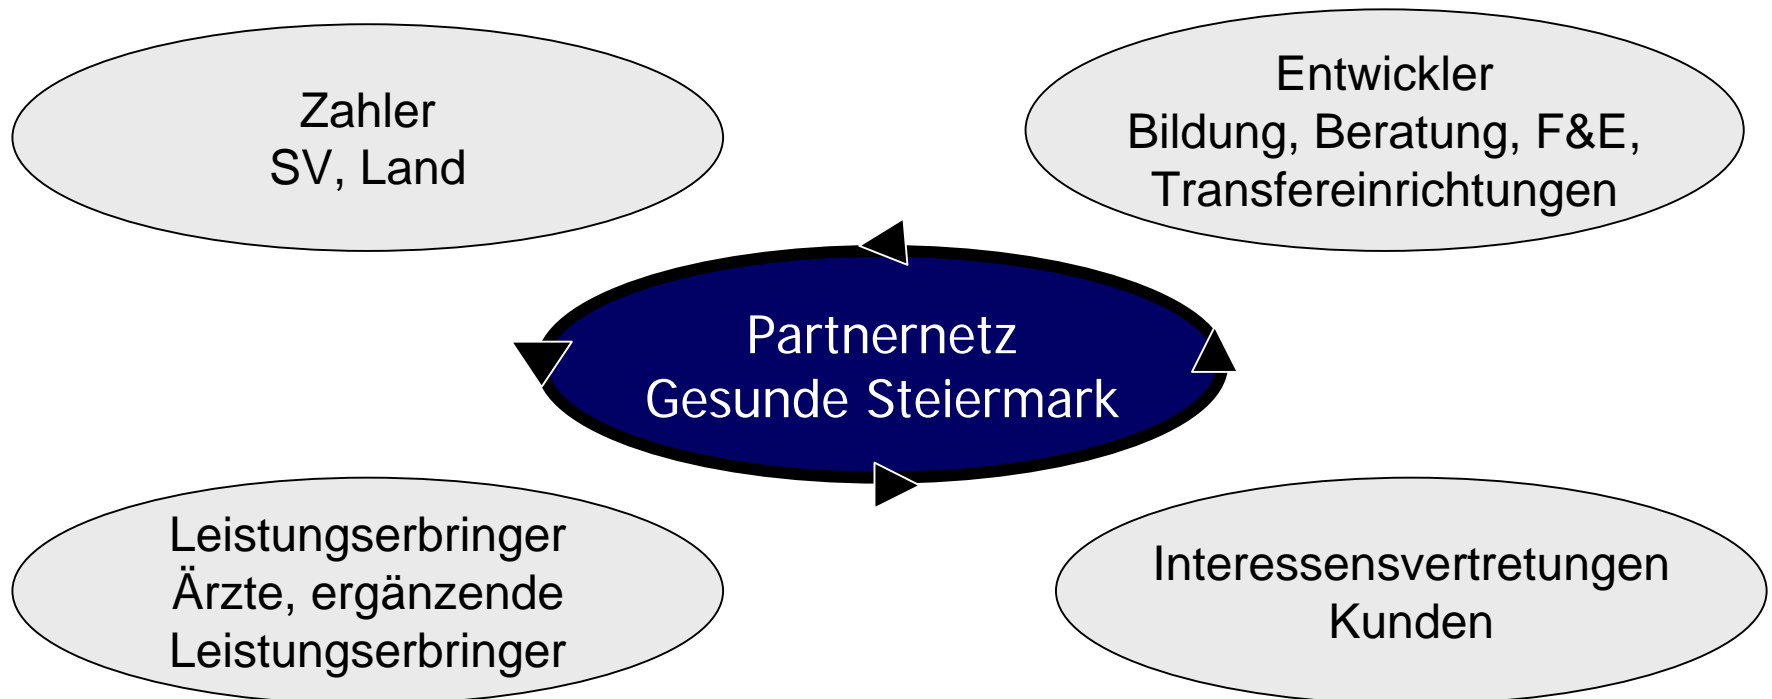 Zahler
SV, Land
Entwickler
Bildung, Beratung, F&E,
Transfereinrichtungen
Partnernetz
Gesunde Steiermark
Leistungserbringer
Ärzte, ergänzende
Leistungserbringer
Interessensvertretungen
Kunden